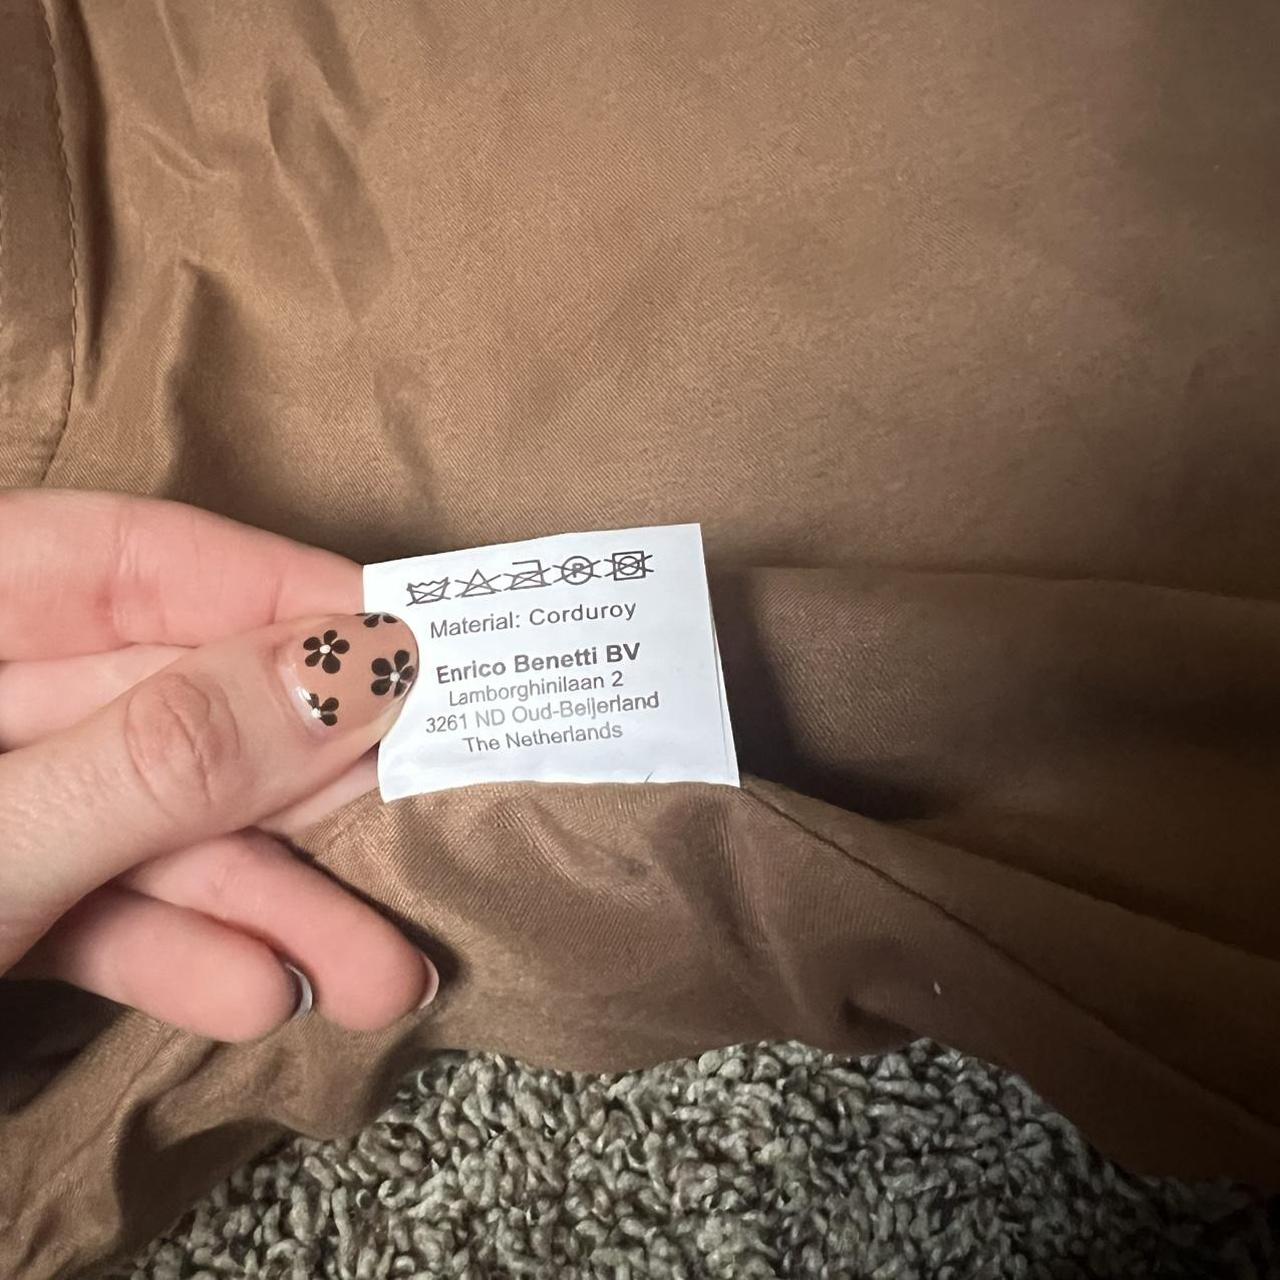 Material: Corduroy
Enrico Benetti BV
Lamborghinilaan 2
3261 ND Oud-Beijerland
The Netherlands